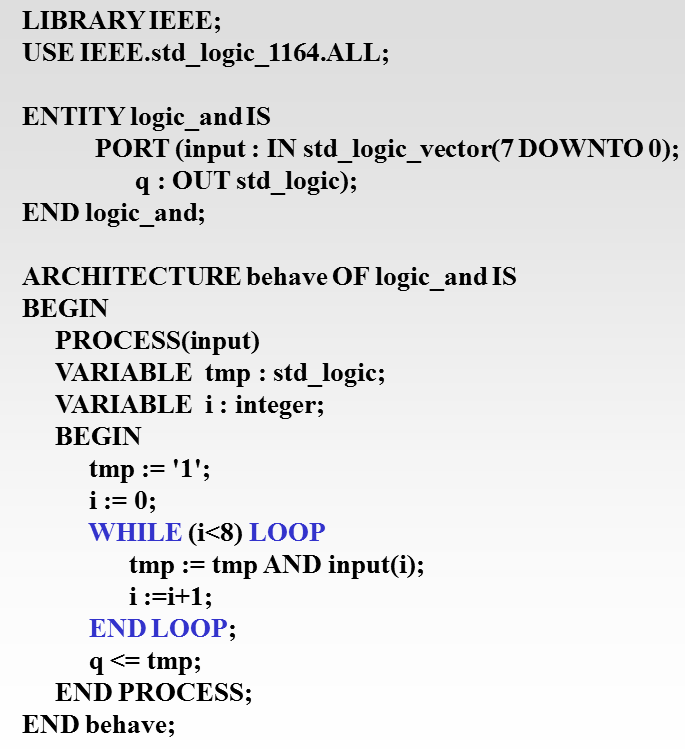 LIBRARY IEEE;
USE IEEE.std_logic_1164.ALL;
ENTITY logic_and IS
PORT (input : IN std_logic_vector(7 DOWNTO 0);
q : OUT std_logic);
END logic_and;
ARCHITECTURE behave OF logic_and IS
BEGIN
PROCESS(input)
VARIABLE tmp : std_logic;
VARIABLE i : integer;
BEGIN
tmp := '1';
i := 0;
WHILE (i<8) LOOP
tmp := tmp AND input(i);
i :=i+1;
END LOOP;
q <= tmp;
END PROCESS;
END behave;